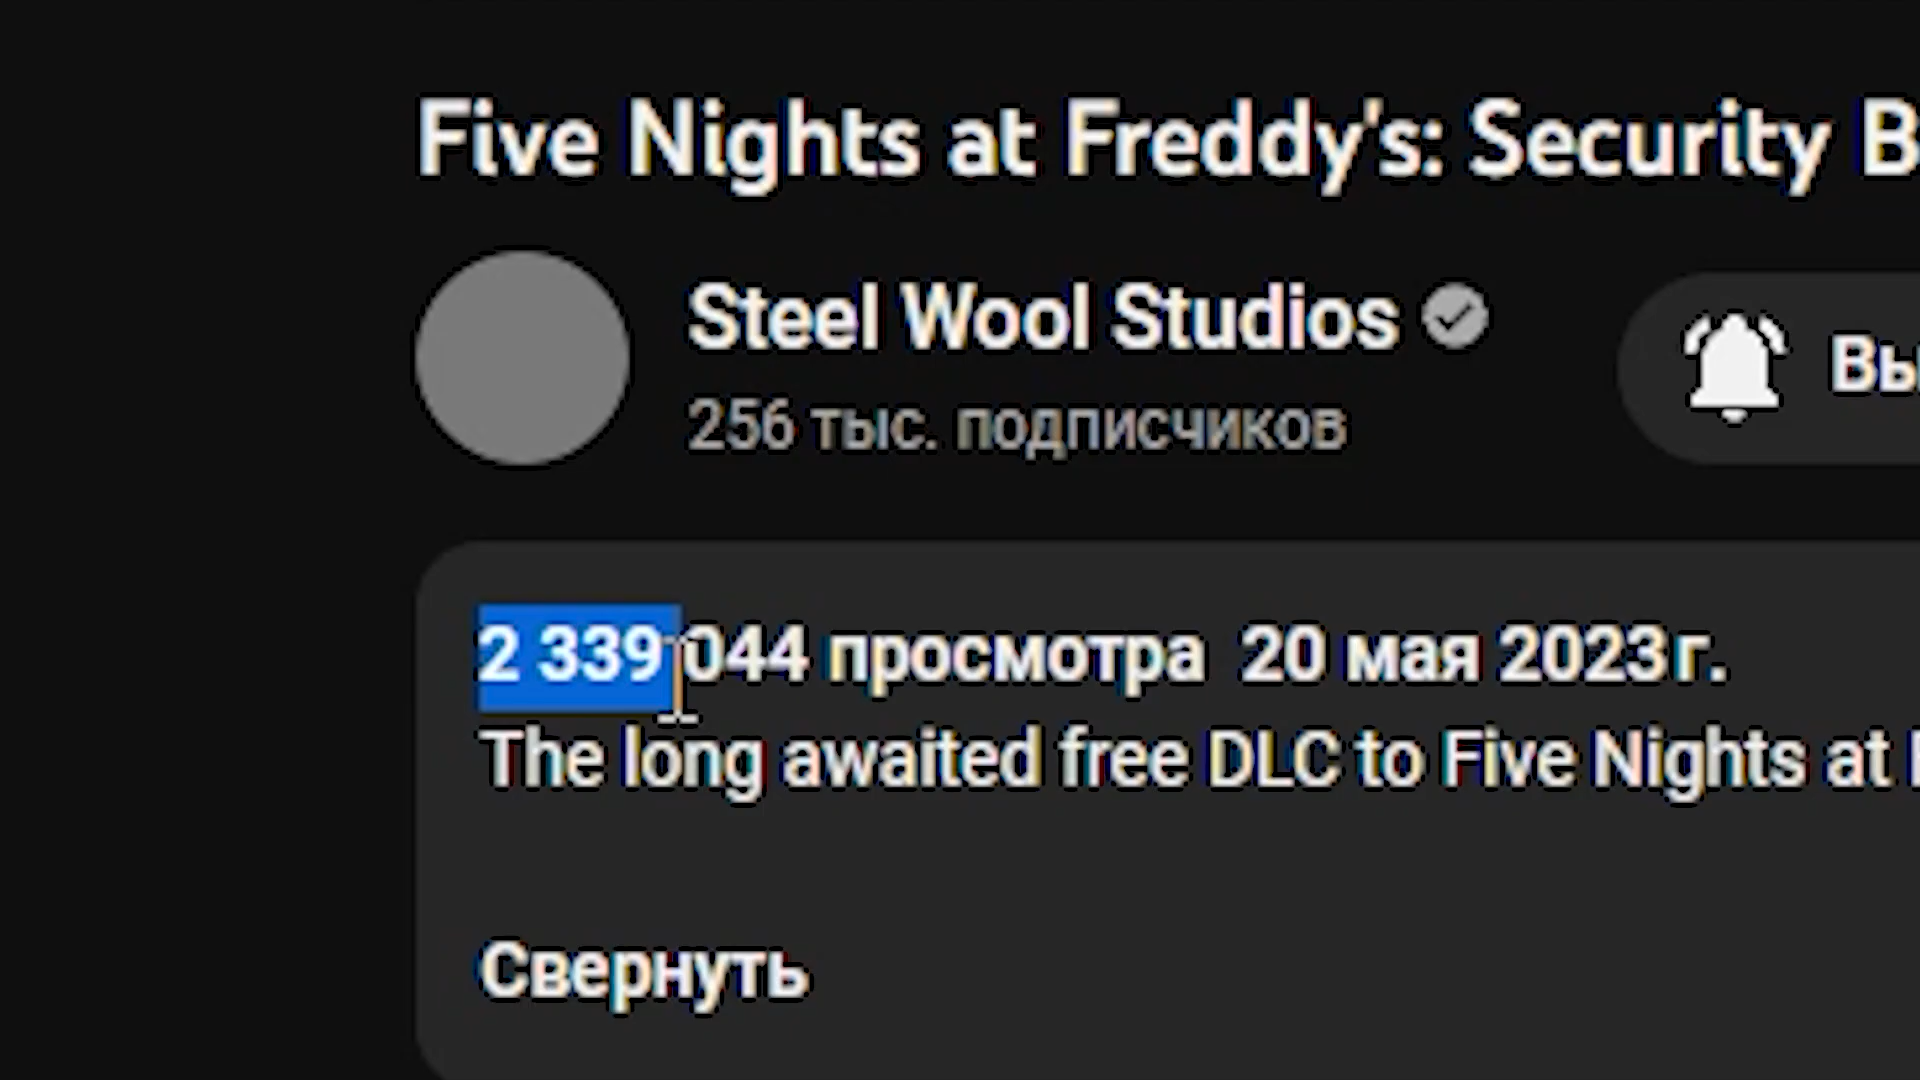 Five Nights at Freddy's: Security B
Steel Wool Studios
256 тыс. подписчиков
Вы
2 339 044 просмотра 20 мая 2023 г.
The long awaited free DLC to Five Nights at
Свернуть